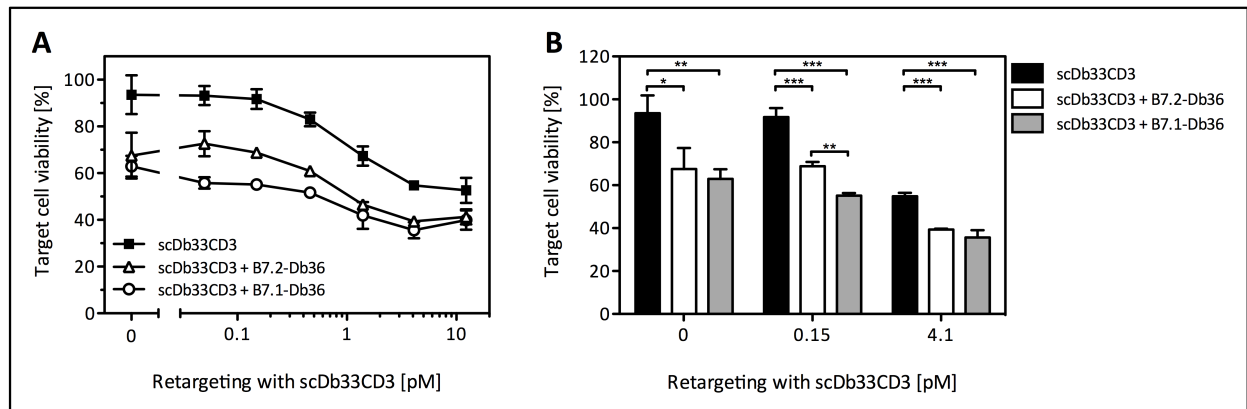 A
Target cell viability [%]
100
80
60
40
60
20
0
scDb33CD3
scDb33CD3 + B7.2-Db36
scDb33CD3 + B7.1-Db36
0
0.1
1
10
Retargeting with scDb33CD3 [pM]
B
Target cell viability [%]
120
100
80
60
40
20
0
**
*
***
***
**
***
***
0
0.15
4.1
Retargeting with scDb33CD3 [pM]
scDb33CD3
scDb33CD3 + B7.2-Db36
scDb33CD3 + B7.1-Db36